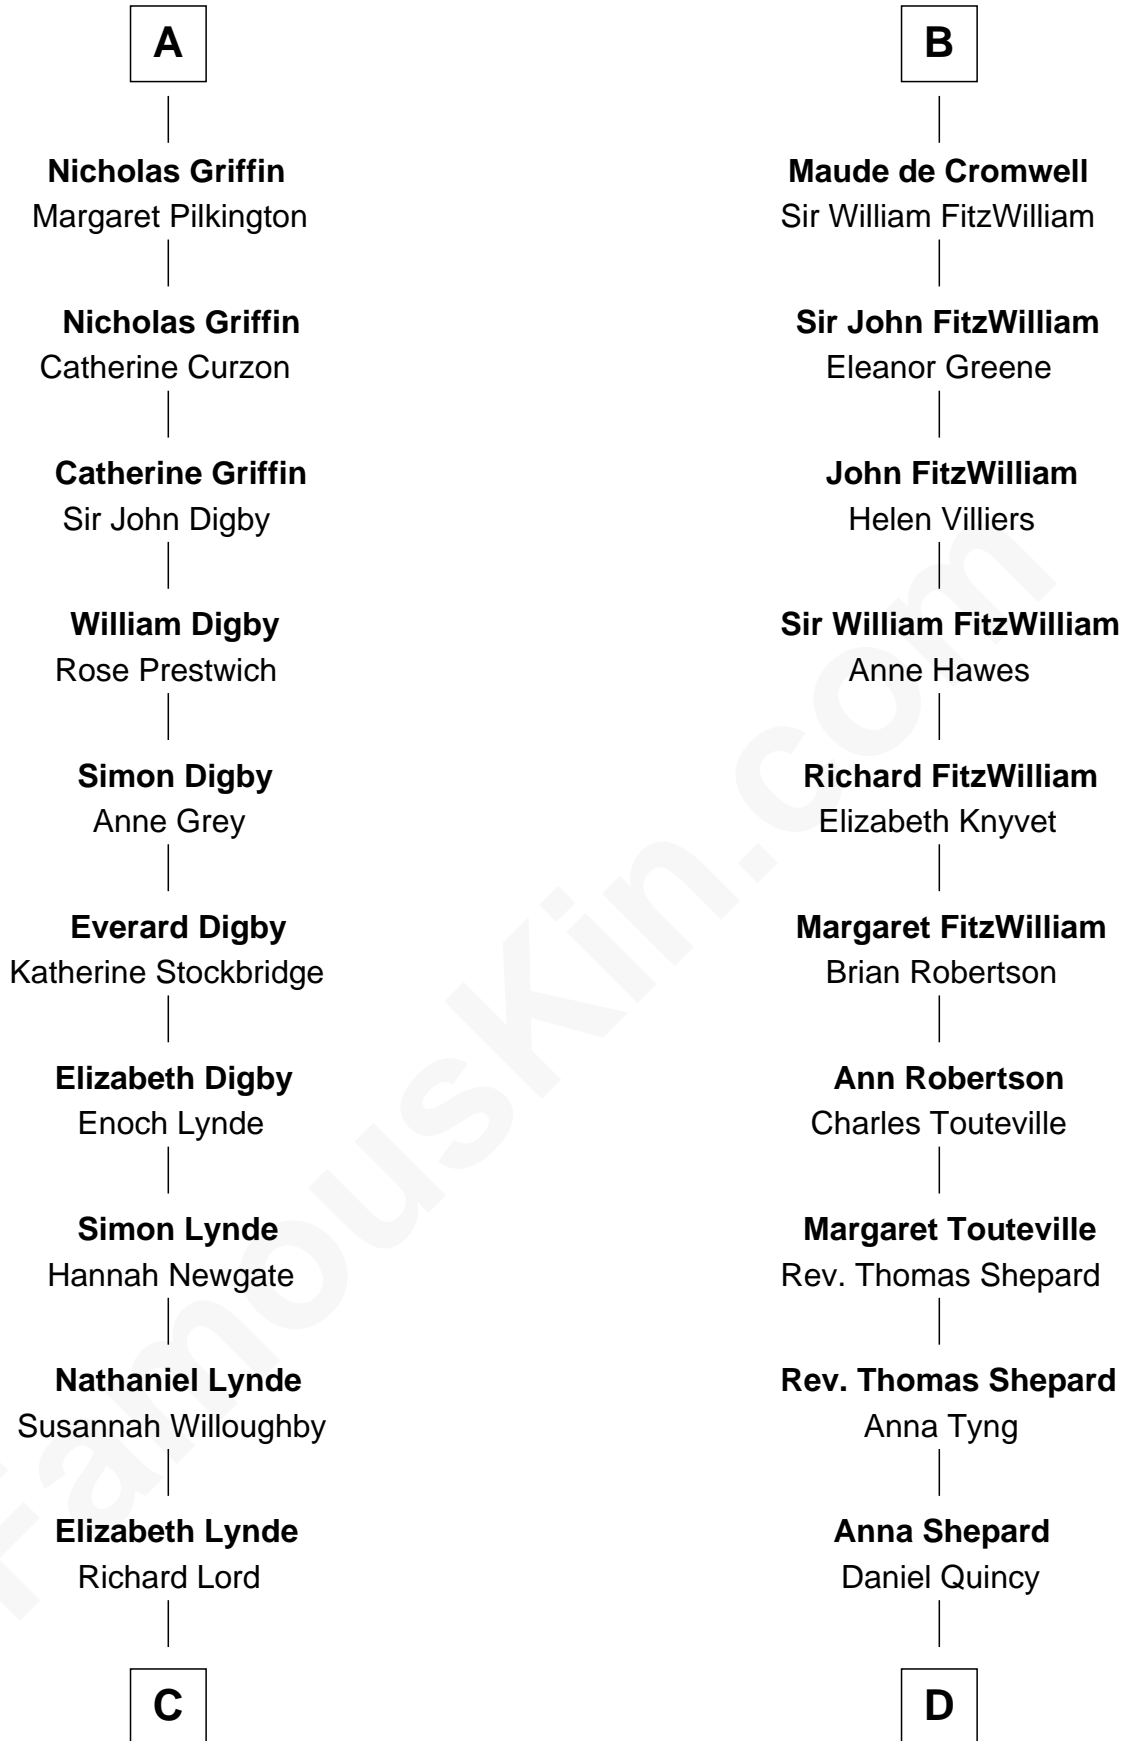 A
Nicholas Griffin
Margaret Pilkington
Nicholas Griffin
Catherine Curzon
Catherine Griffin
Sir John Digby
William Digby
Rose Prestwich
Simon Digby
Anne Grey
Everard Digby
Katherine Stockbridge
Elizabeth Digby
Enoch Lynde
Simon Lynde
Hannah Newgate
Nathaniel Lynde
Susannah Willoughby
Elizabeth Lynde
Richard Lord
C
B
Maude de Cromwell
Sir William FitzWilliam
Sir John FitzWilliam
Eleanor Greene
John FitzWilliam
Helen Villiers
Sir William FitzWilliam
Anne Hawes
Richard FitzWilliam
Elizabeth Knyvet
Margaret FitzWilliam
Brian Robertson
Ann Robertson
Charles Touteville
Margaret Touteville
Rev. Thomas Shepard
Rev. Thomas Shepard
Anna Tyng
Anna Shepard
Daniel Quincy
D
FamousKin.com